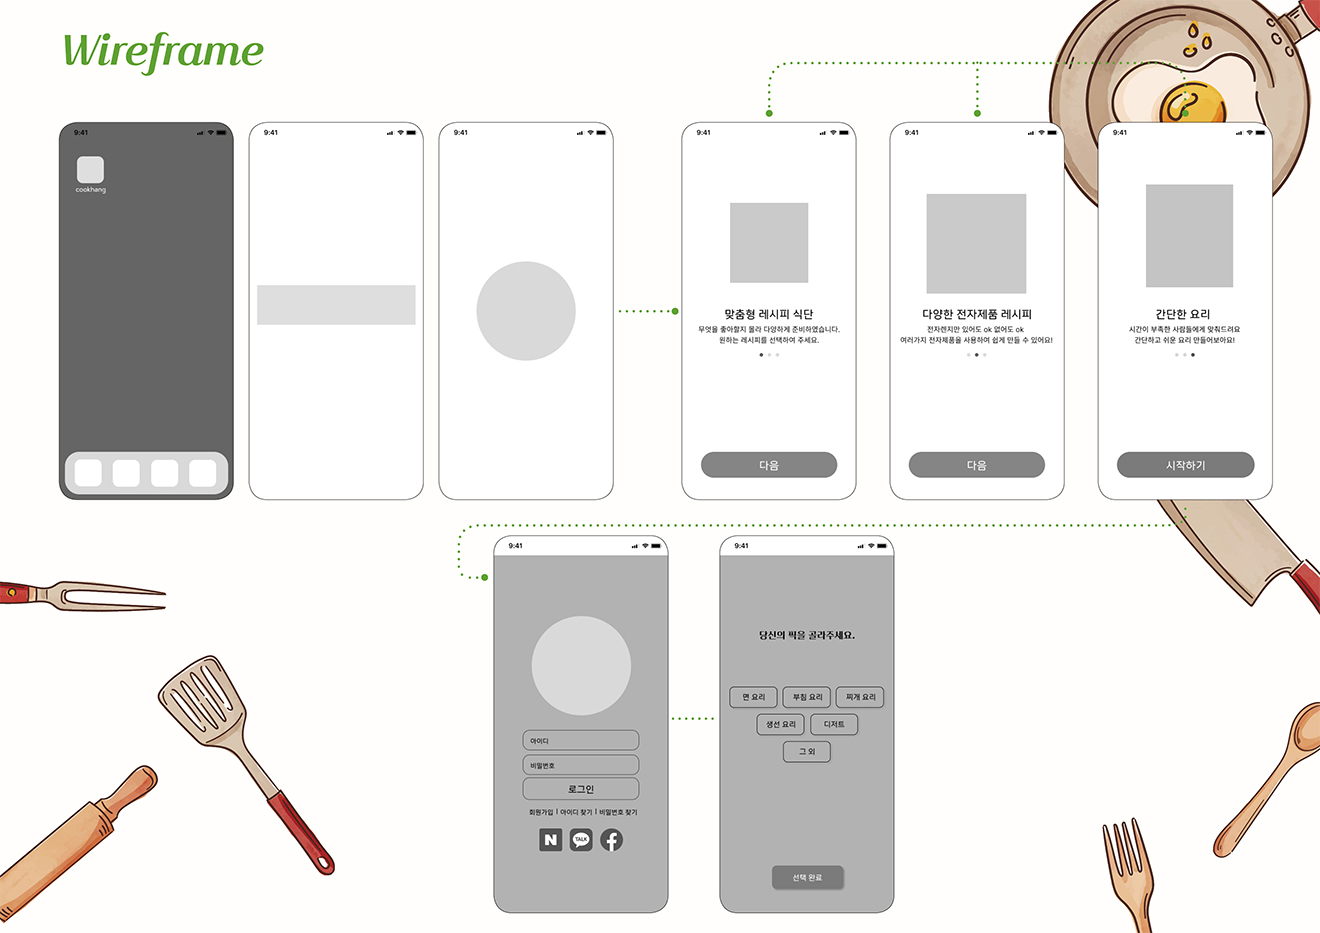 Wireframe
9:41
cookhang
9:41
9:41
9:41
맞춤형 레시피 식단
무엇을 좋아할지 몰라 다양하게 준비하였습니다.
원하는 레시피를 선택하여 주세요.
다음
9:41
다양한 전자제품 레시피
전자렌지만 있어도 ok 없어도 ok
여러가지 전자제품을 사용하여 쉽게 만들 수 있어요!
다음
9:41
간단한 요리
시간이 부족한 사람들에게 맞춰드려요
간단하고 쉬운 요리 만들어보아요!
시작하기
9:41
아이디
비밀번호
로그인
회원가입 | 아이디 찾기 | 비밀번호 찾기
N TALK f
9:41
당신의 픽을 골라주세요.
면 요리 부침 요리 찌개 요리
생선 요리 디저트
그 외
선택 완료